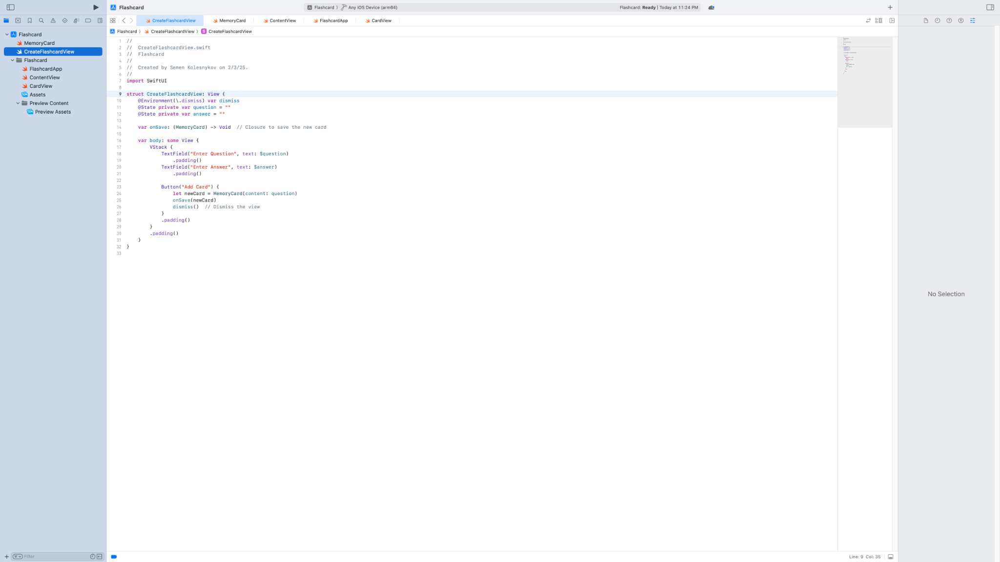 Flashcard
Flashcard
Any iOS Device (arm64)
Flashcard: Ready | Today at 11:24 PM
CreateFlashcardView
MemoryCard
ContentView
FlashcardApp
CardView
Flashcard
CreateFlashcardView
CreateFlashcardView
Flashcard
MemoryCard
CreateFlashcardView
Flashcard
FlashcardApp
ContentView
CardView
Assets
Preview Content
Preview Assets
1 //
2 //  CreateFlashcardView.swift
3 //  Flashcard
4 //
5 //  Created by Semen Kolesnykov on 2/3/25.
6 //
7 import SwiftUI
8
9 struct CreateFlashcardView: View {
10     @Environment(\.dismiss) var dismiss
11     @State private var question = ""
12     @State private var answer = ""
13
14     var onSave: (MemoryCard) -> Void  // Closure to save the new card
15
16     var body: some View {
17         VStack {
18             TextField("Enter Question", text: $question)
19                 .padding()
20             TextField("Enter Answer", text: $answer)
21                 .padding()
22
23             Button("Add Card") {
24                 let newCard = MemoryCard(content: question)
25                 onSave(newCard)
26                 dismiss()  // Dismiss the view
27             }
28             .padding()
29         }
30         .padding()
31     }
32 }
33
No Selection
Filter
Line: 9  Col: 35